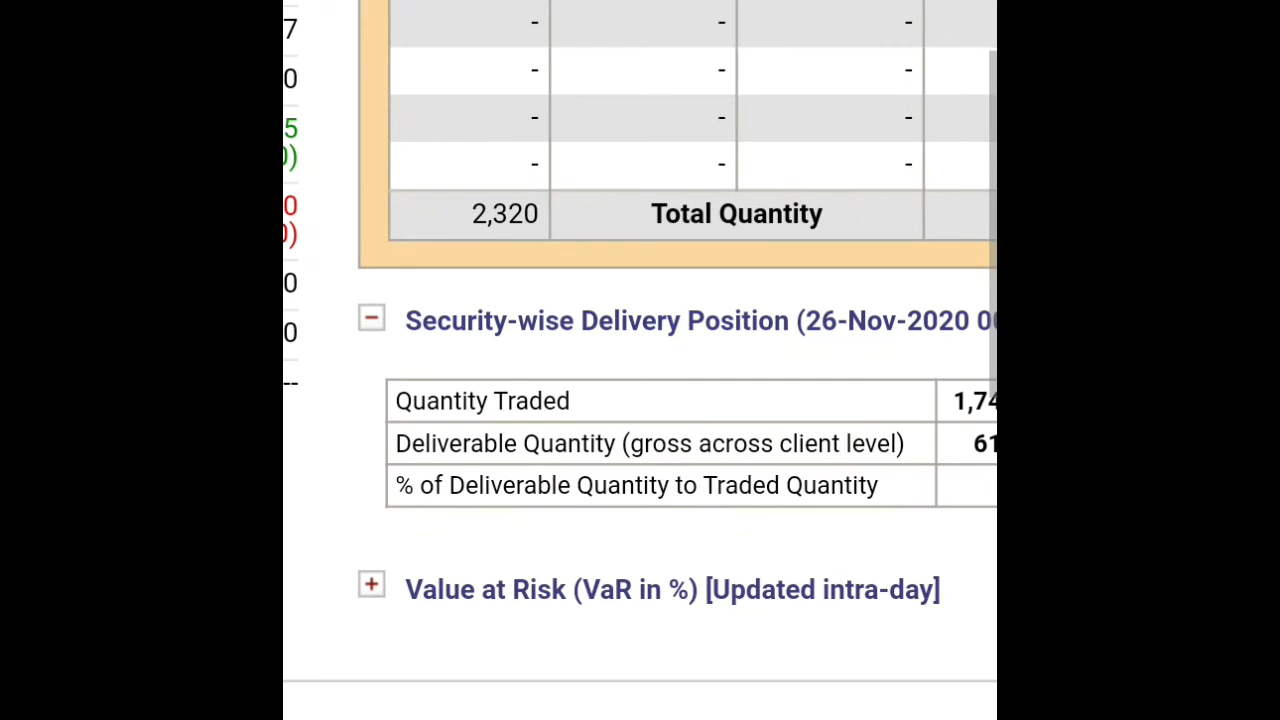 7
0
5
0)
0
0)
0
0
--
- - -
- - -
- - -
- - -
2,320 Total Quantity
− Security-wise Delivery Position (26-Nov-2020
Quantity Traded 1,74
Deliverable Quantity (gross across client level) 61
% of Deliverable Quantity to Traded Quantity
+ Value at Risk (VaR in %) [Updated intra-day]